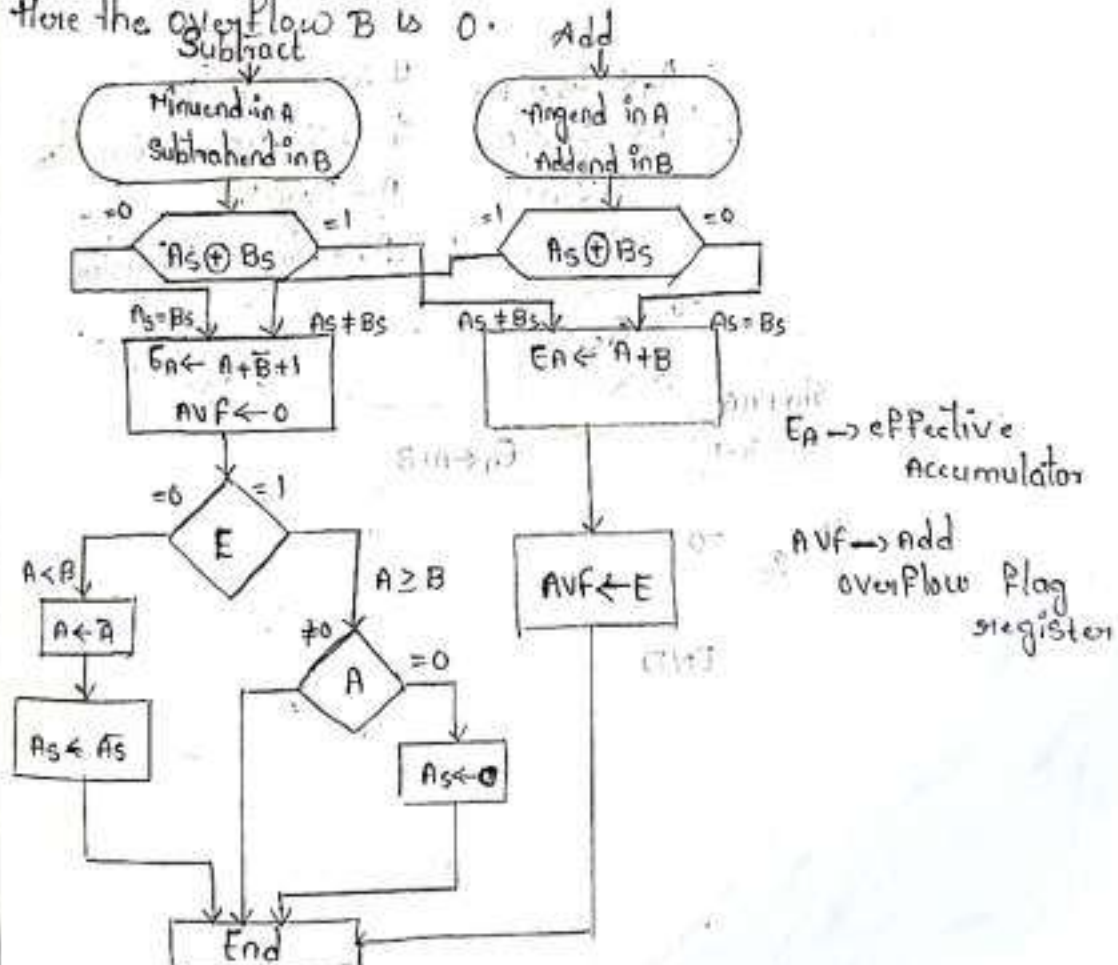 Here the overflow B is 0.
Subtract
Add
Minuend in A
Subtrahend in B
Augend in A
Addend in B
=0
=1
As ⊕ Bs
=1
=0
As ⊕ Bs
As=Bs
As≠Bs
As≠Bs
As=Bs
EA← A+B̄+1
AVF←0
EA← A+B
EA→ effective
Accumulator
=0
=1
E
AVF→ Add
overflow flag
register
A<B
A≥B
AVF←E
A←Ā
≠0
=0
A
As← Ās
As←0
End